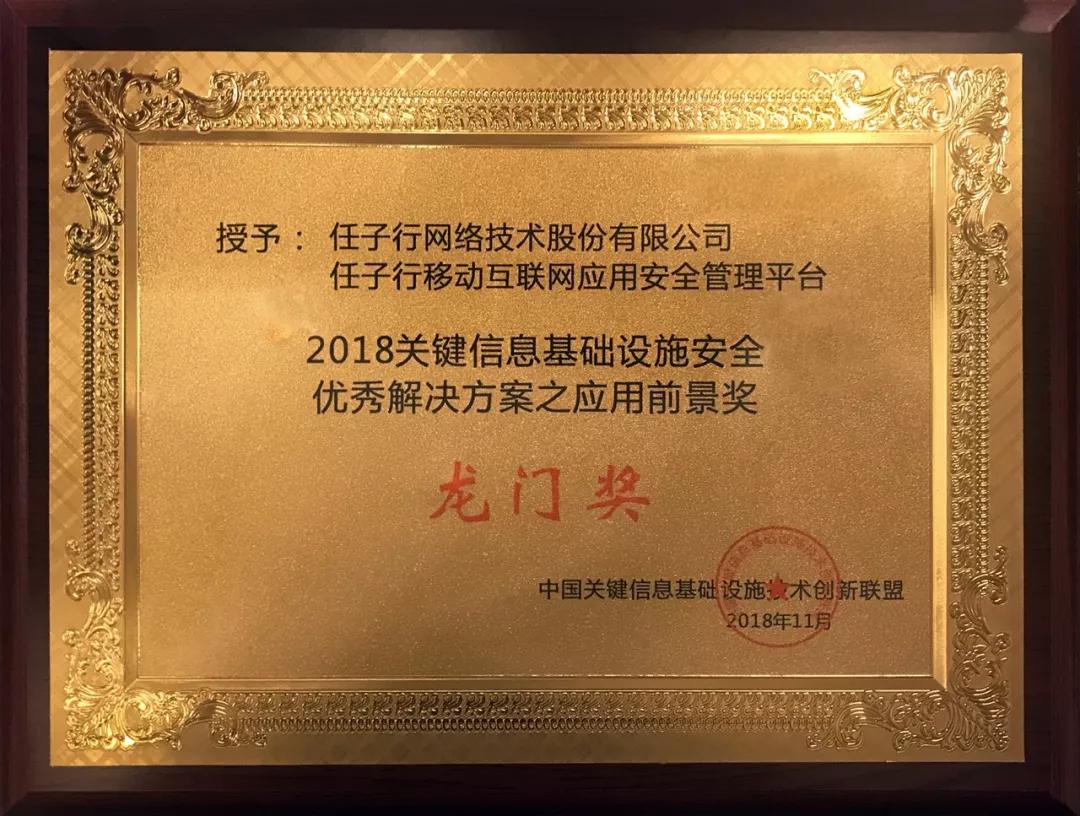 授予：任子行网络技术股份有限公司
任子行移动互联网应用安全管理平台
2018关键信息基础设施安全
优秀解决方案之应用前景奖
龙门奖
中国关键信息基础设施技术创新联盟
2018年11月